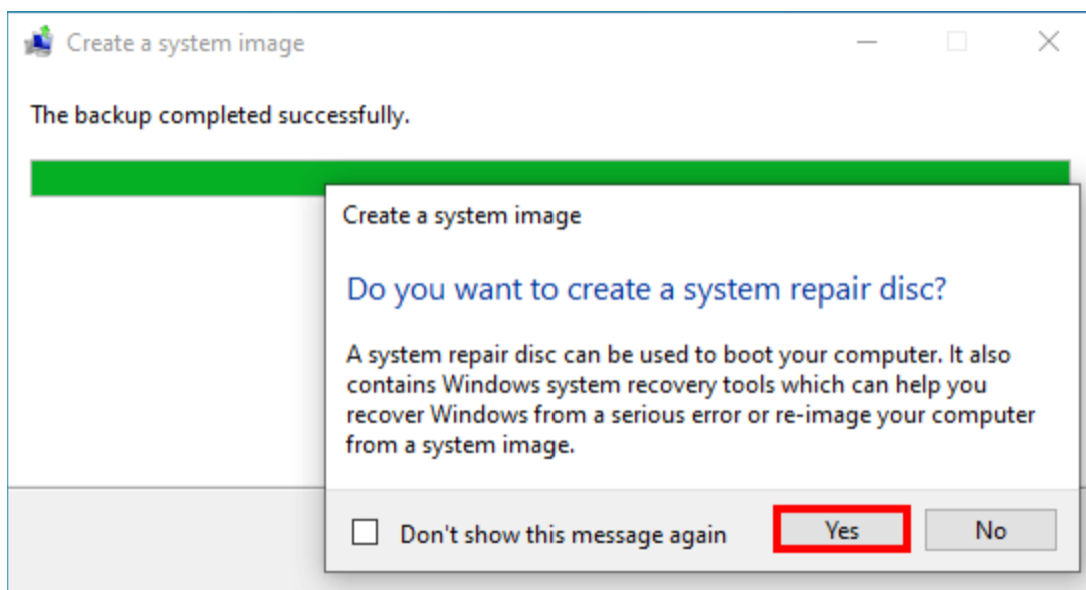 Create a system image
The backup completed successfully.
Create a system image
Do you want to create a system repair disc?
A system repair disc can be used to boot your computer. It also
contains Windows system recovery tools which can help you
recover Windows from a serious error or re-image your computer
from a system image.
Don't show this message again
Yes
No